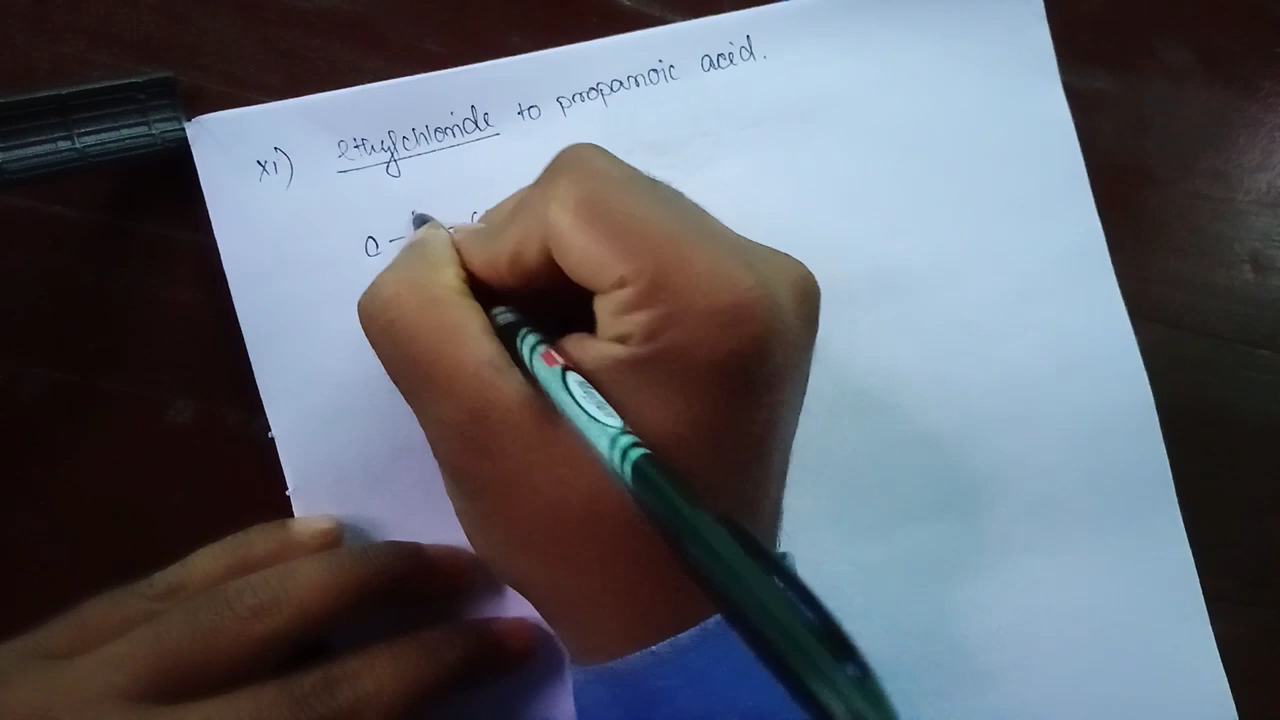 xi) ethylchloride to propanoic acid.
C –